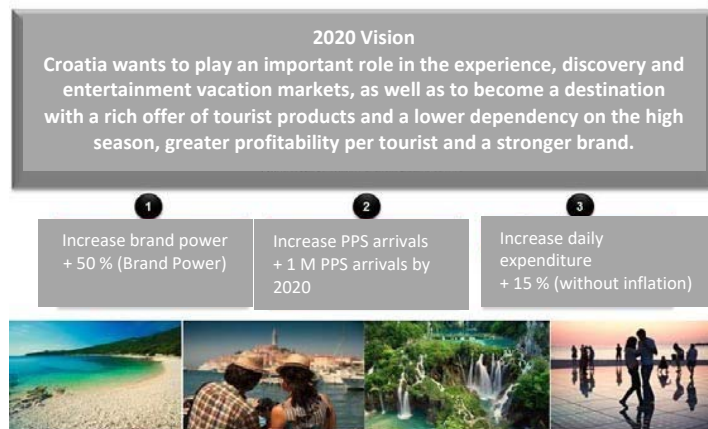 2020 Vision
Croatia wants to play an important role in the experience, discovery and
entertainment vacation markets, as well as to become a destination
with a rich offer of tourist products and a lower dependency on the high
season, greater profitability per tourist and a stronger brand.
1
2
3
Increase brand power
+ 50 % (Brand Power)
Increase PPS arrivals
+ 1 M PPS arrivals by
2020
Increase daily
expenditure
+ 15 % (without inflation)